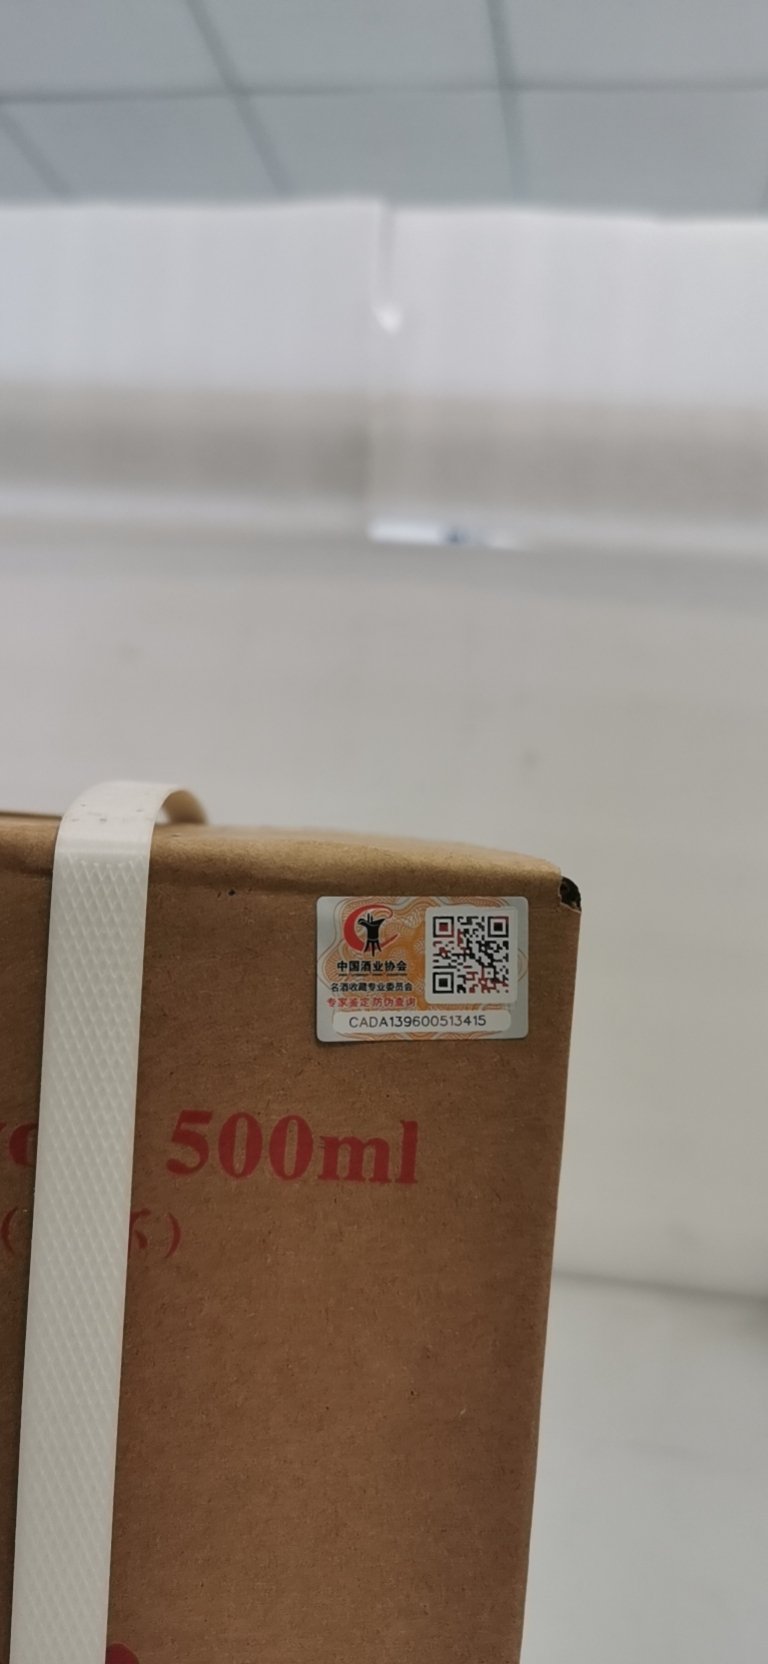 中国酒业协会
名酒收藏专业委员会
专家鉴定 防伪查询
CADA139600513415
500ml